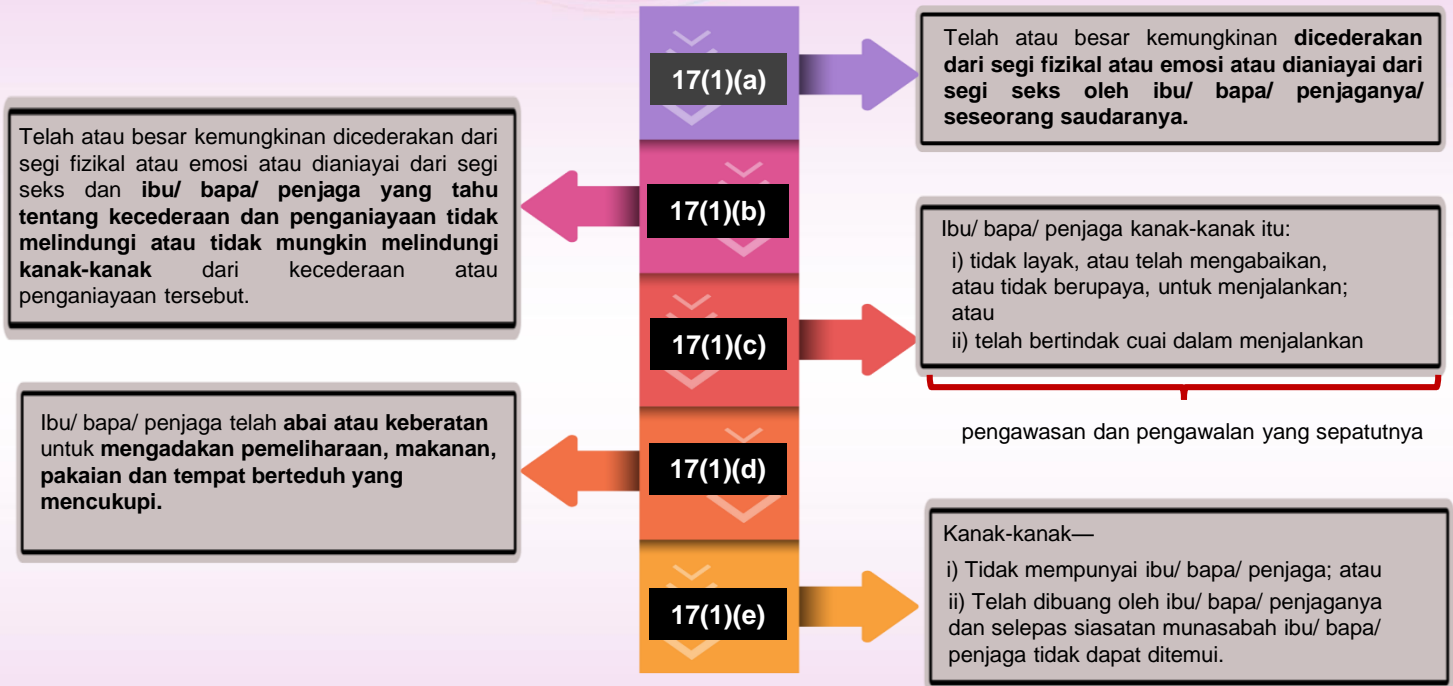 17(1)(a)
Telah atau besar kemungkinan dicederakan
dari segi fizikal atau emosi atau dianiayai dari
segi seks oleh ibu/ bapa/ penjaganya/
seseorang saudaranya.
17(1)(b)
Telah atau besar kemungkinan dicederakan dari
segi fizikal atau emosi atau dianiayai dari segi
seks dan ibu/ bapa/ penjaga yang tahu
tentang kecederaan dan penganiayaan tidak
melindungi atau tidak mungkin melindungi
kanak-kanak dari kecederaan atau
penganiayaan tersebut.
17(1)(c)
Ibu/ bapa/ penjaga kanak-kanak itu:
i) tidak layak, atau telah mengabaikan,
atau tidak berupaya, untuk menjalankan;
atau
ii) telah bertindak cuai dalam menjalankan
pengawasan dan pengawalan yang sepatutnya
17(1)(d)
Ibu/ bapa/ penjaga telah abai atau keberatan
untuk mengadakan pemeliharaan, makanan,
pakaian dan tempat berteduh yang
mencukupi.
17(1)(e)
Kanak-kanak—
i) Tidak mempunyai ibu/ bapa/ penjaga; atau
ii) Telah dibuang oleh ibu/ bapa/ penjaganya
dan selepas siasatan munasabah ibu/ bapa/
penjaga tidak dapat ditemui.